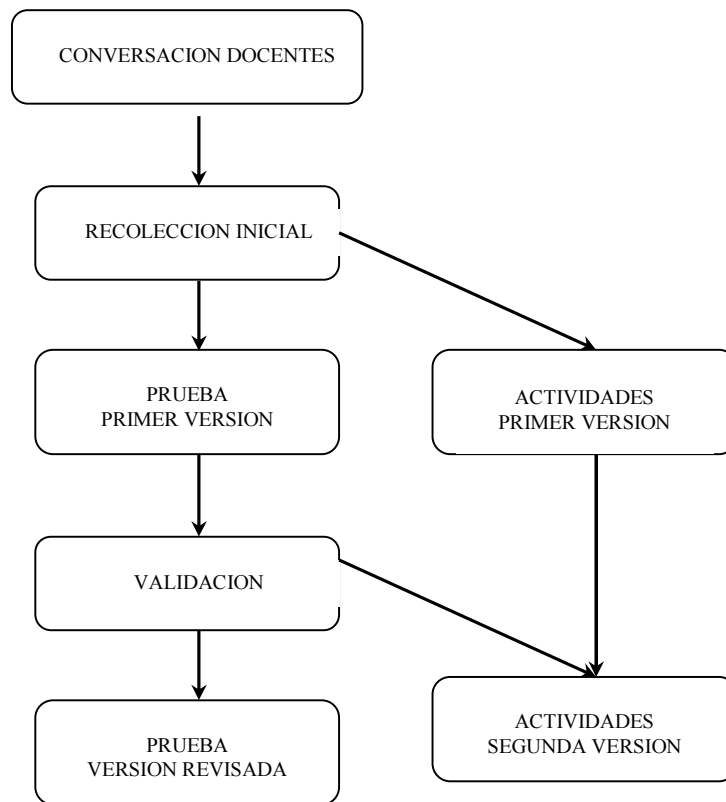 CONVERSACION DOCENTES
RECOLECCION INICIAL
PRUEBA
PRIMER VERSION
ACTIVIDADES
PRIMER VERSION
VALIDACION
PRUEBA
VERSION REVISADA
ACTIVIDADES
SEGUNDA VERSION